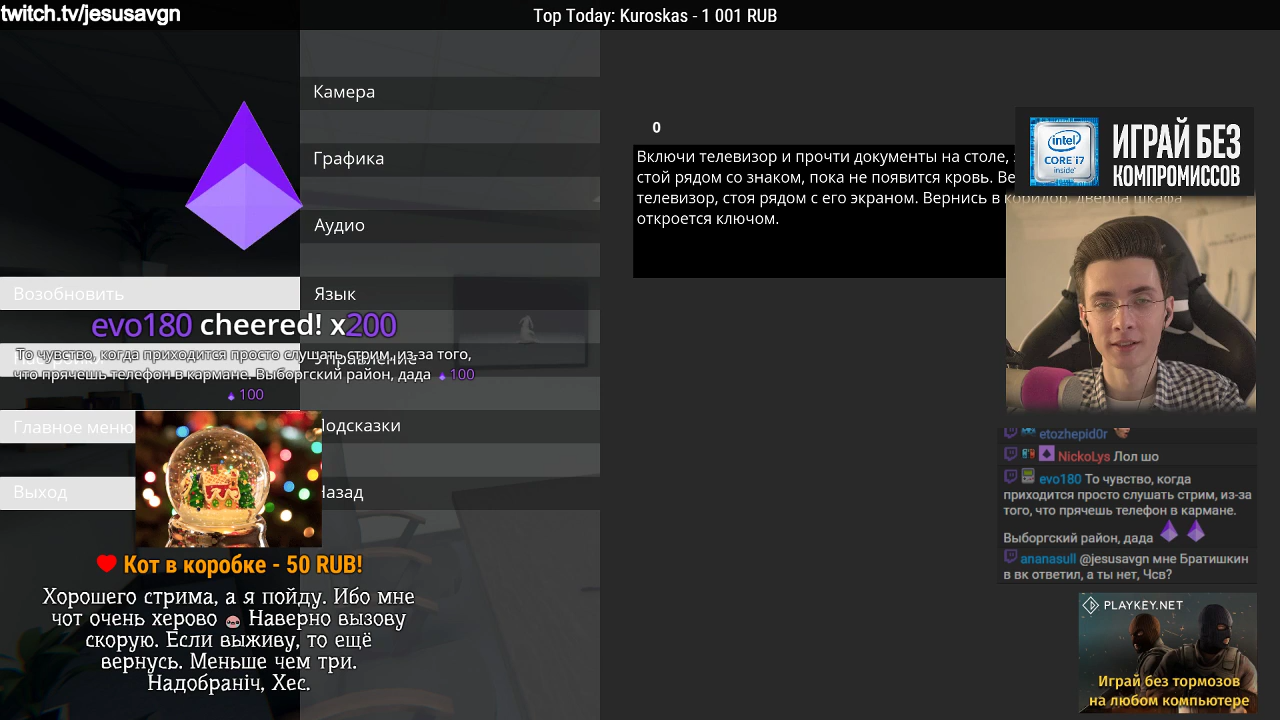 twitch.tv/jesusavgn
Top Today: Kuroskas - 1 001 RUB
Камера
Графика
Аудио
Возобновить
Язык
evo180 cheered! x200
То чувство, когда приходится просто слушать стрим, из-за того,
что прячешь телефон в кармане. Выборгский район, дада 100
100
Главное меню
Подсказки
Выход
Назад
Кот в коробке - 50 RUB!
Хорошего стрима, а я пойду. Ибо мне
чот очень херово Наверно вызову
скорую. Если выживу, то ещё
вернусь. Меньше чем три.
Надобраніч, Хес.
0
Включи телевизор и прочти документы на столе,
стой рядом со знаком, пока не появится кровь.
телевизор, стоя рядом с его экраном. Вернись в коридор, дверца шкафа
откроется ключом.
intel
CORE i7
inside
ИГРАЙ БЕЗ
КОМПРОМИССОВ
etozhepid0r
NickoLys Лол шо
evo180 То чувство, когда
приходится просто слушать стрим, из-за
того, что прячешь телефон в кармане.
Выборгский район, дада
ananasull @jesusavgn мне Братишкин
в вк ответил, а ты нет, Чсв?
PLAYKEY.NET
Играй без тормозов
на любом компьютере